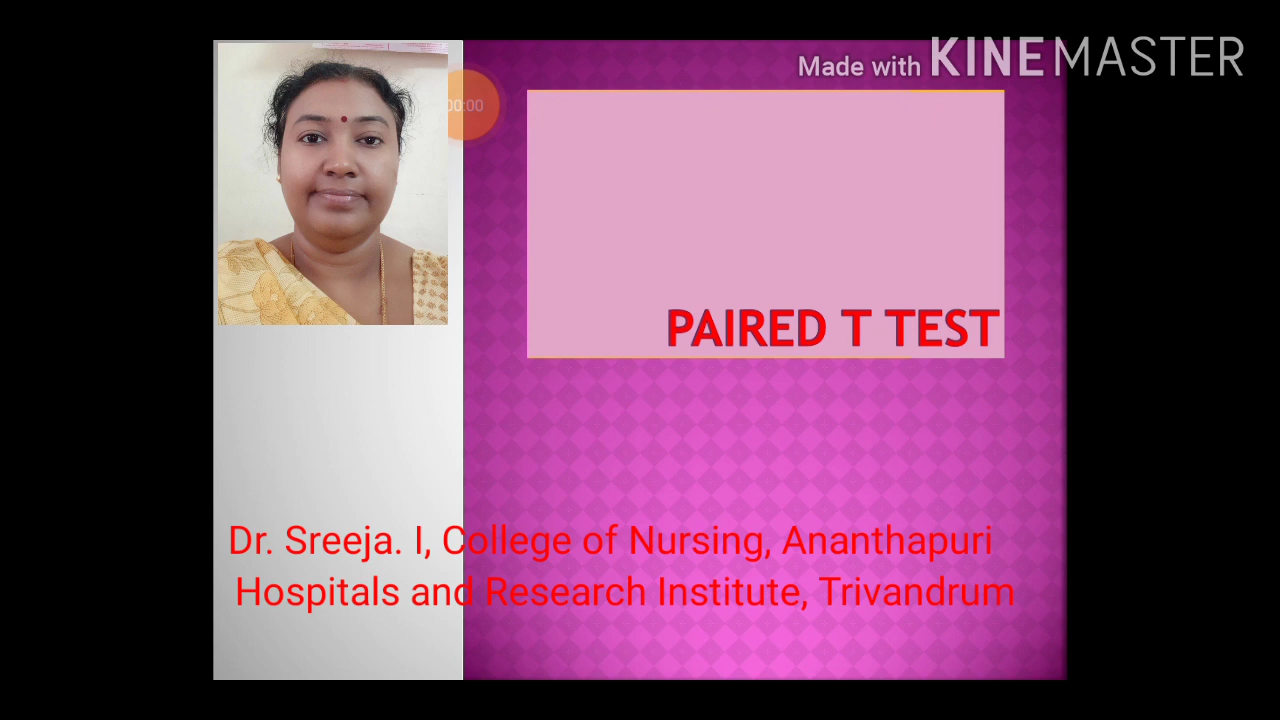 Made with KINEMASTER
00:00
PAIRED T TEST
Dr. Sreeja. I, College of Nursing, Ananthapuri
Hospitals and Research Institute, Trivandrum